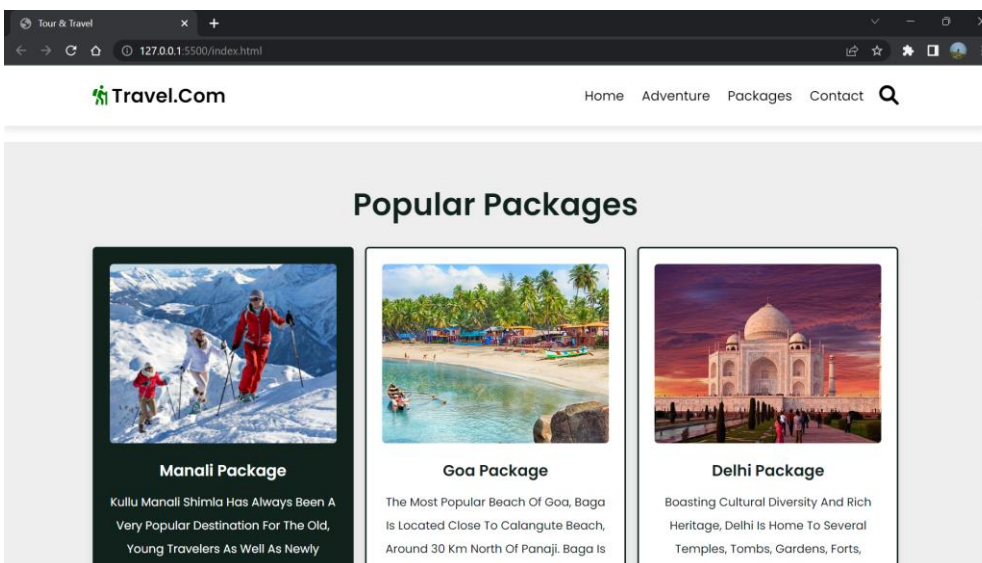 Tour & Travel
127.0.0.1:5500/index.html
Travel.Com
Home Adventure Packages Contact
Popular Packages
Manali Package
Kullu Manali Shimla Has Always Been A
Very Popular Destination For The Old,
Young Travelers As Well As Newly
Goa Package
The Most Popular Beach Of Goa, Baga
Is Located Close To Calangute Beach,
Around 30 Km North Of Panaji. Baga Is
Delhi Package
Boasting Cultural Diversity And Rich
Heritage, Delhi Is Home To Several
Temples, Tombs, Gardens, Forts,